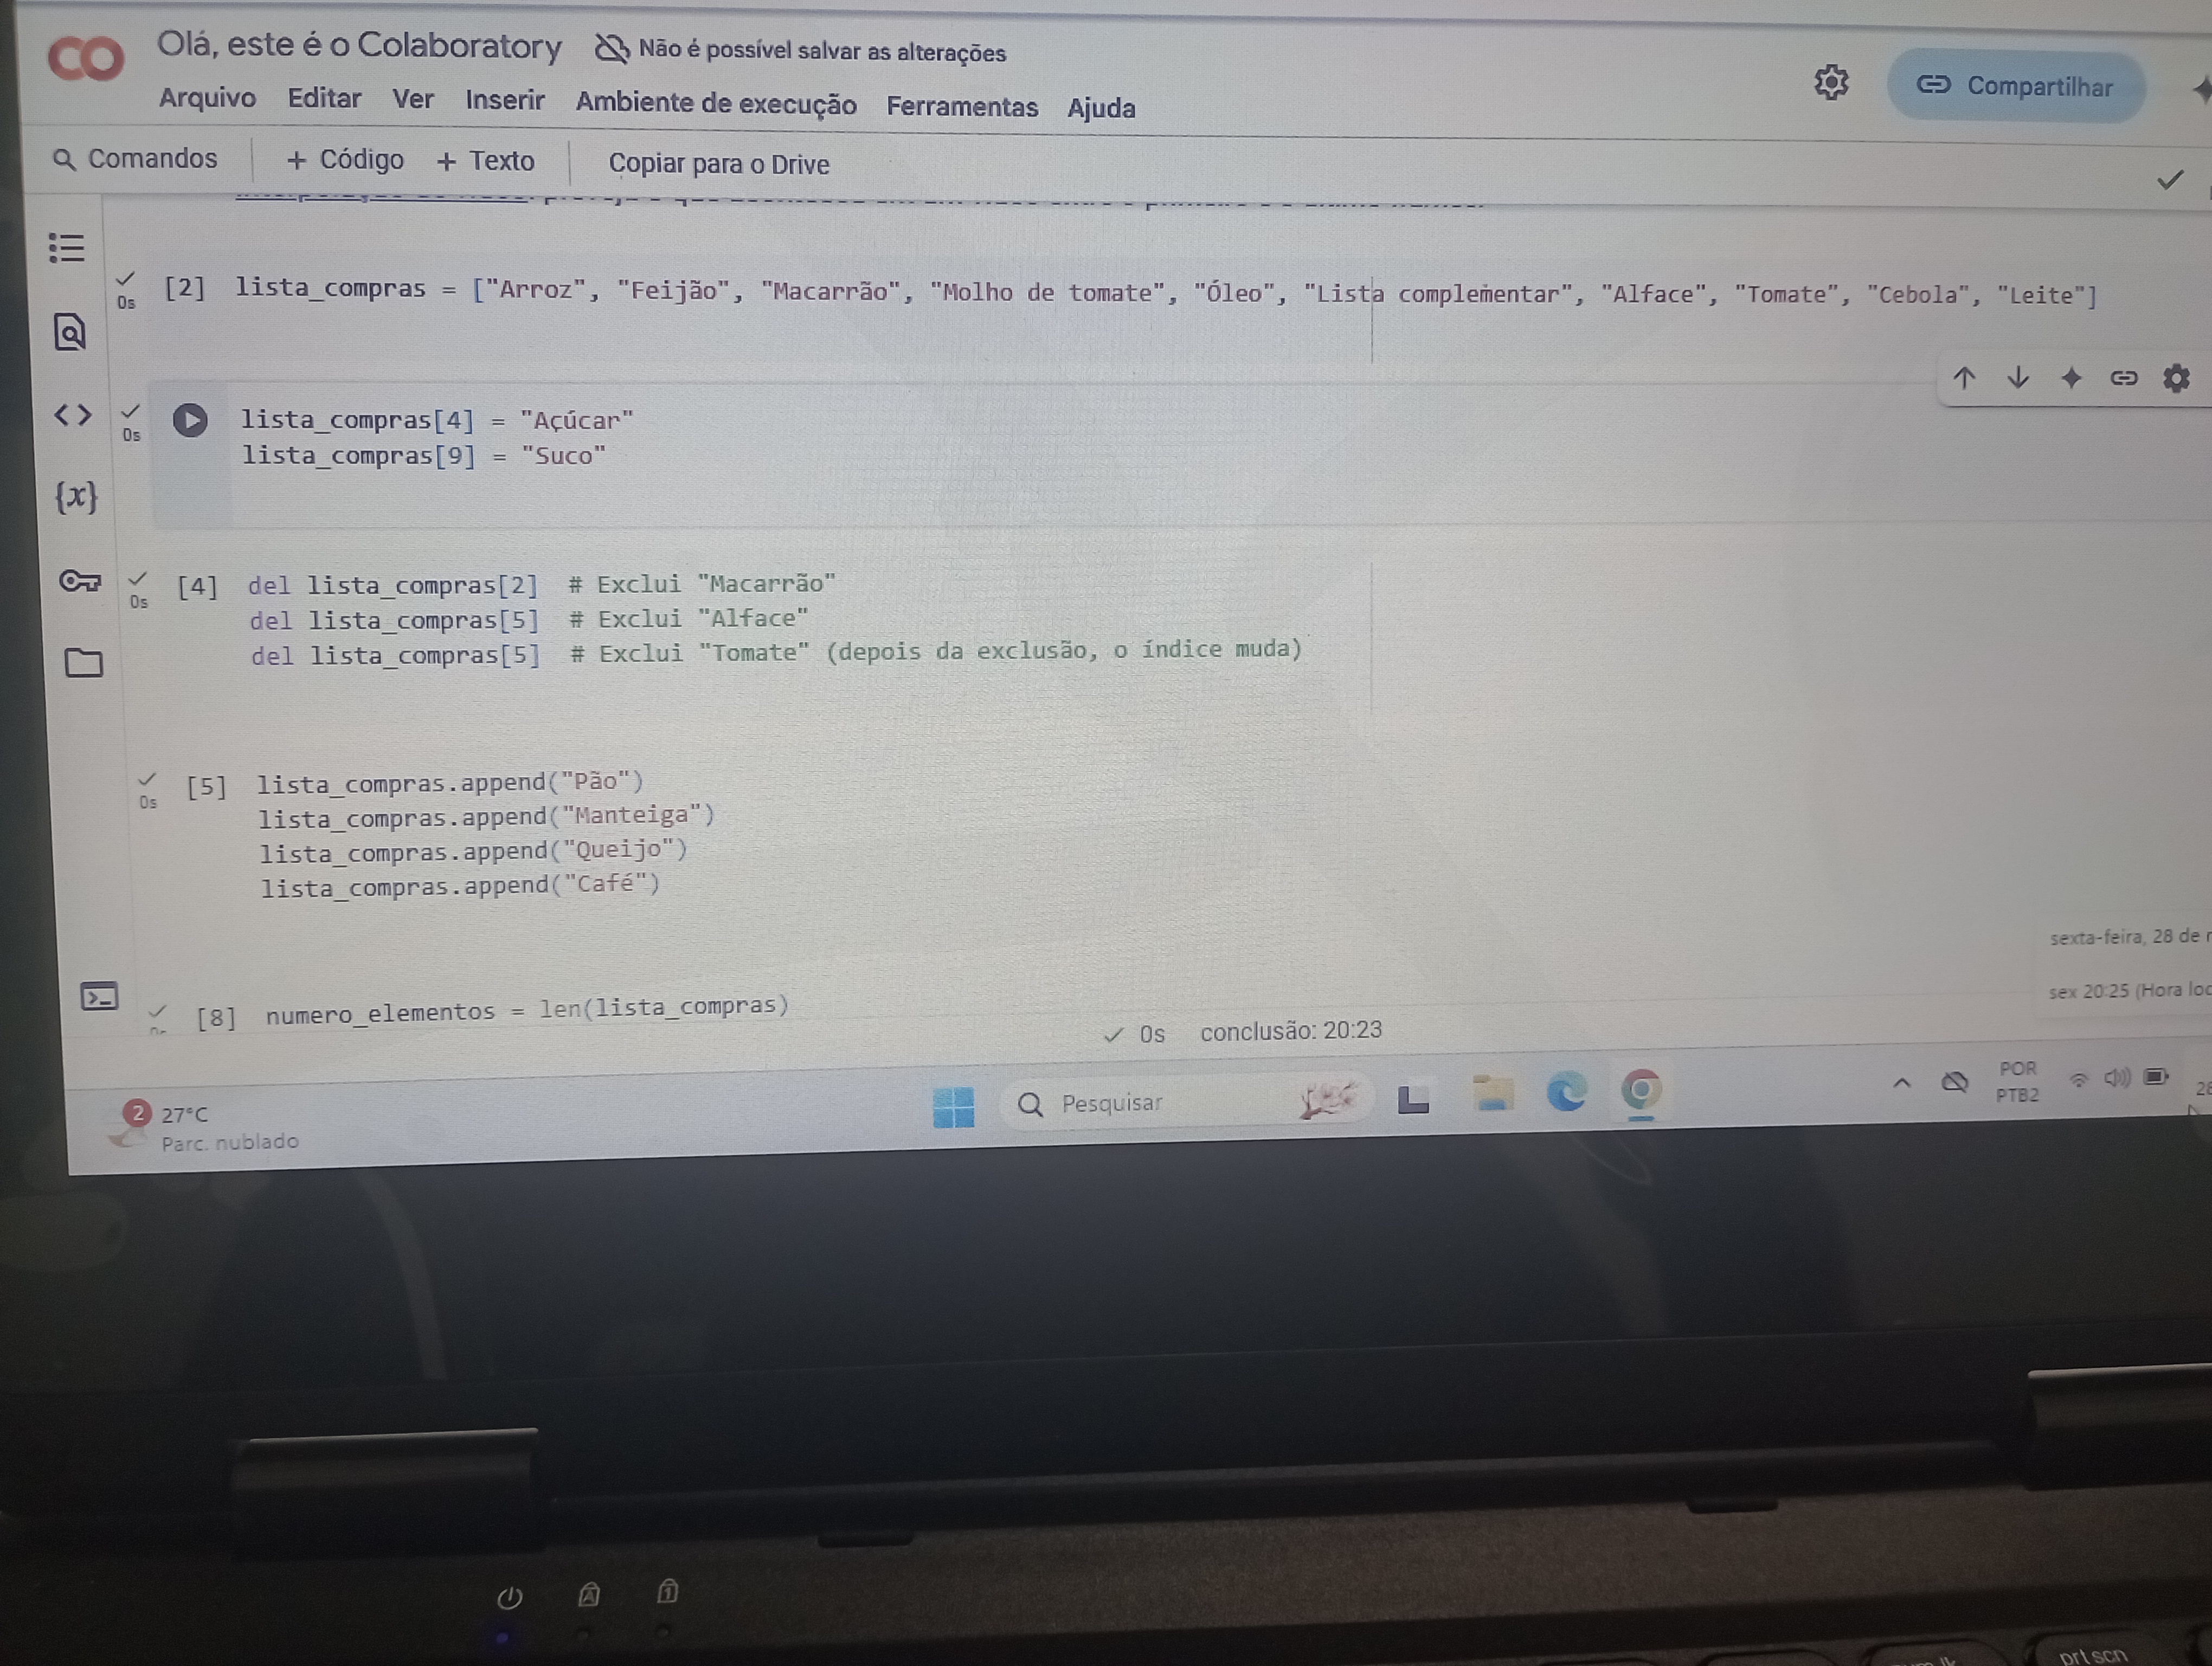 CO Olá, este é o Colaboratory Não é possível salvar as alterações
Arquivo Editar Ver Inserir Ambiente de execução Ferramentas Ajuda
Compartilhar
Comandos + Código + Texto Copiar para o Drive
0s [2] lista_compras = ["Arroz", "Feijão", "Macarrão", "Molho de tomate", "Óleo", "Lista complementar", "Alface", "Tomate", "Cebola", "Leite"]
0s lista_compras[4] = "Açúcar"
lista_compras[9] = "Suco"
{x}
0s [4] del lista_compras[2] # Exclui "Macarrão"
del lista_compras[5] # Exclui "Alface"
del lista_compras[5] # Exclui "Tomate" (depois da exclusão, o índice muda)
0s [5] lista_compras.append("Pão")
lista_compras.append("Manteiga")
lista_compras.append("Queijo")
lista_compras.append("Café")
sexta-feira, 28 de
sex 20:25 (Hora
[8] numero_elementos = len(lista_compras)
0s conclusão: 20:23
2 27°C
Parc. nublado
Pesquisar
POR
PTB2
28
A
1
prt scn